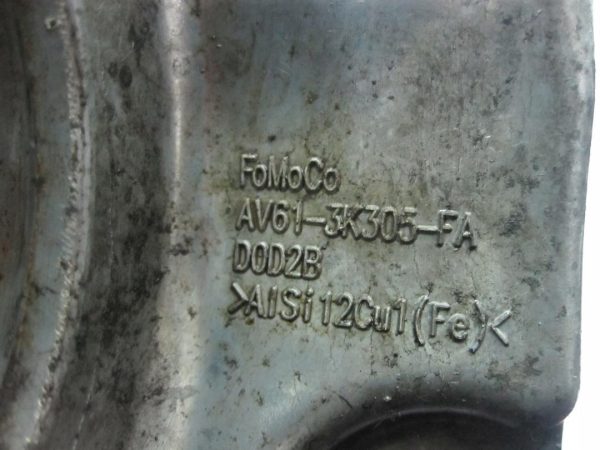 FoMoCo
AV61-3K305-FA
D0D2B
>AlSi12Cu1(Fe)<